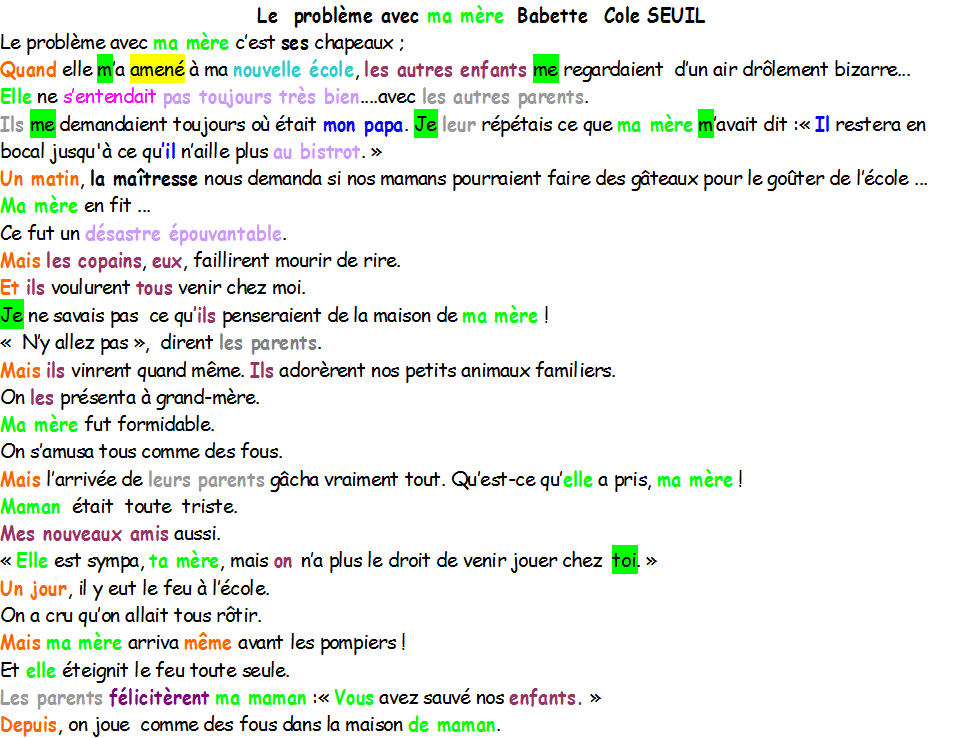 Le problème avec ma mère Babette Cole SEUIL
Le problème avec ma mère c’est ses chapeaux ;
Quand elle m’a amené à ma nouvelle école, les autres enfants me regardaient d’un air drôlement bizarre...
Elle ne s’entendait pas toujours très bien....avec les autres parents.
Ils me demandaient toujours où était mon papa. Je leur répétais ce que ma mère m’avait dit :« Il restera en
bocal jusqu'à ce qu’il n’aille plus au bistrot. »
Un matin, la maîtresse nous demanda si nos mamans pourraient faire des gâteaux pour le goûter de l’école ...
Ma mère en fit ...
Ce fut un désastre épouvantable.
Mais les copains, eux, faillirent mourir de rire.
Et ils voulurent tous venir chez moi.
Je ne savais pas ce qu’ils penseraient de la maison de ma mère !
« N’y allez pas », dirent les parents.
Mais ils vinrent quand même. Ils adorèrent nos petits animaux familiers.
On les présenta à grand-mère.
Ma mère fut formidable.
On s’amusa tous comme des fous.
Mais l’arrivée de leurs parents gâcha vraiment tout. Qu’est-ce qu’elle a pris, ma mère !
Maman était toute triste.
Mes nouveaux amis aussi.
« Elle est sympa, ta mère, mais on n’a plus le droit de venir jouer chez toi. »
Un jour, il y eut le feu à l’école.
On a cru qu’on allait tous rôtir.
Mais ma mère arriva même avant les pompiers !
Et elle éteignit le feu toute seule.
Les parents félicitèrent ma maman :« Vous avez sauvé nos enfants. »
Depuis, on joue comme des fous dans la maison de maman.